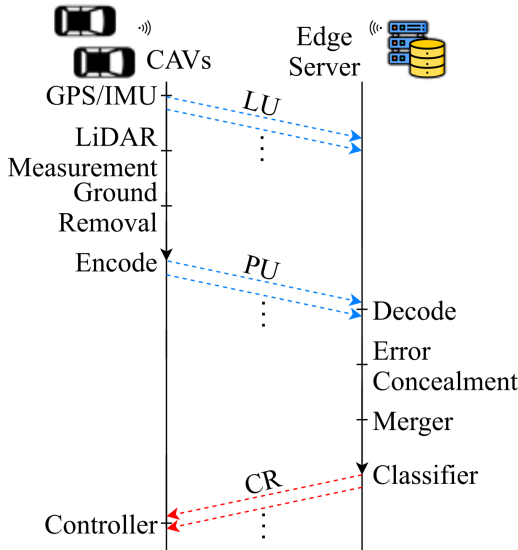 CAVs
Edge
Server
GPS/IMU
LU
LiDAR
Measurement
Ground
Removal
Encode
PU
Decode
Error
Concealment
Merger
Classifier
CR
Controller